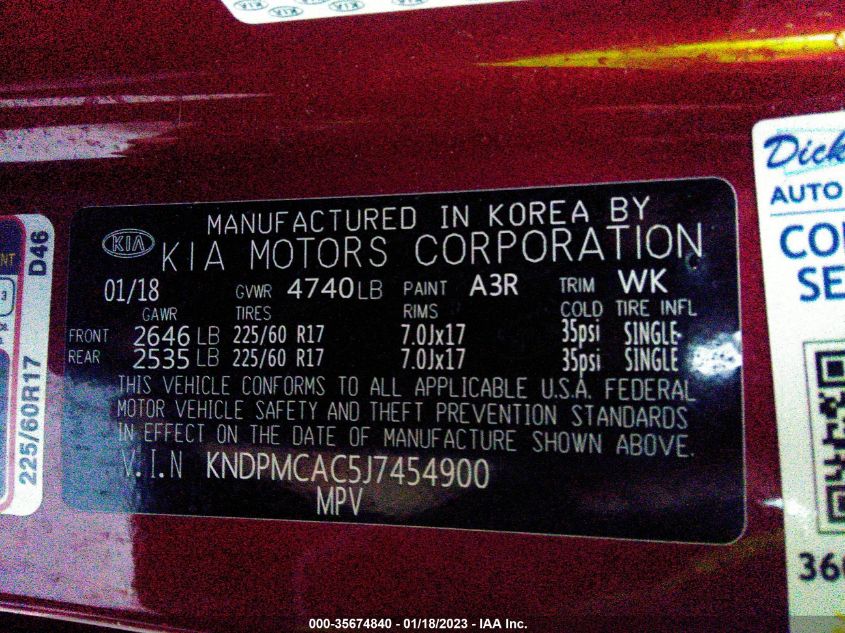 MANUFACTURED IN KOREA BY
KIA KIA MOTORS CORPORATION
01/18 GVWR 4740 LB PAINT A3R TRIM WK
GAWR TIRES RIMS COLD TIRE INFL
FRONT 2646 LB 225/60 R17 7.0Jx17 35psi SINGLE
REAR 2535 LB 225/60 R17 7.0Jx17 35psi SINGLE
THIS VEHICLE CONFORMS TO ALL APPLICABLE U.S.A. FEDERAL
MOTOR VEHICLE SAFETY AND THEFT PREVENTION STANDARDS
IN EFFECT ON THE DATE OF MANUFACTURE SHOWN ABOVE.
V.I.N KNDPMCAC5J7454900
MPV
D46
225/60R17
Dick
AUTO
000-35674840 - 01/18/2023 - IAA Inc.